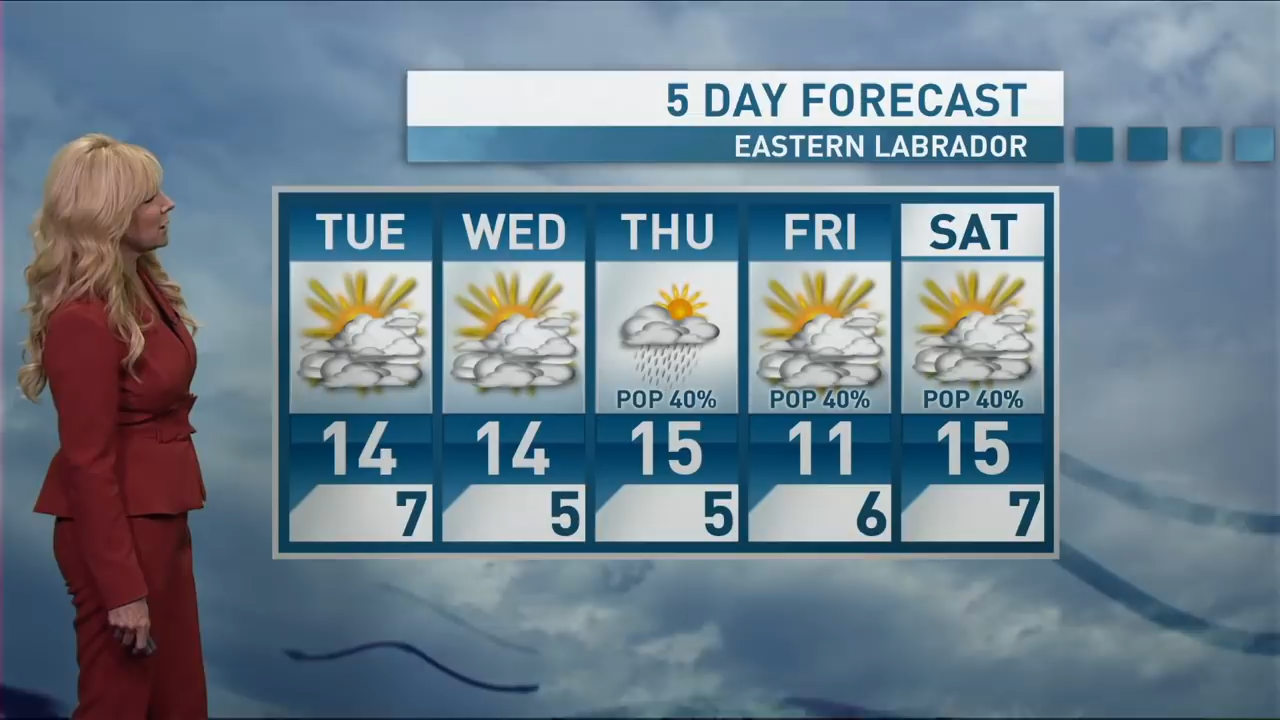 5 DAY FORECAST
EASTERN LABRADOR
TUE WED THU FRI SAT
POP 40% POP 40% POP 40%
14 14 15 11 15
7 5 5 6 7